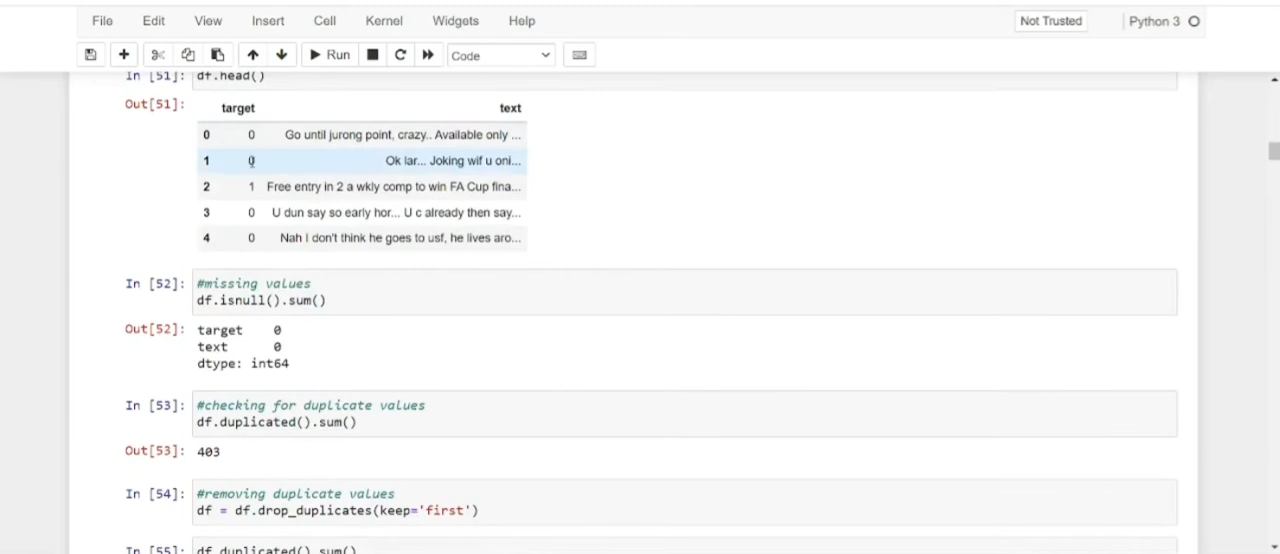 File Edit View Insert Cell Kernel Widgets Help Not Trusted Python 3
Run Code
In [51]: df.head()
Out[51]: target text
0 0 Go until jurong point, crazy.. Available only ...
1 0 Ok lar... Joking wif u oni...
2 1 Free entry in 2 a wkly comp to win FA Cup fina...
3 0 U dun say so early hor... U c already then say...
4 0 Nah I don't think he goes to usf, he lives aro...
In [52]: #missing values
df.isnull().sum()
Out[52]: target 0
text 0
dtype: int64
In [53]: #checking for duplicate values
df.duplicated().sum()
Out[53]: 403
In [54]: #removing duplicate values
df = df.drop_duplicates(keep='first')
In [55]: df.duplicated().sum()